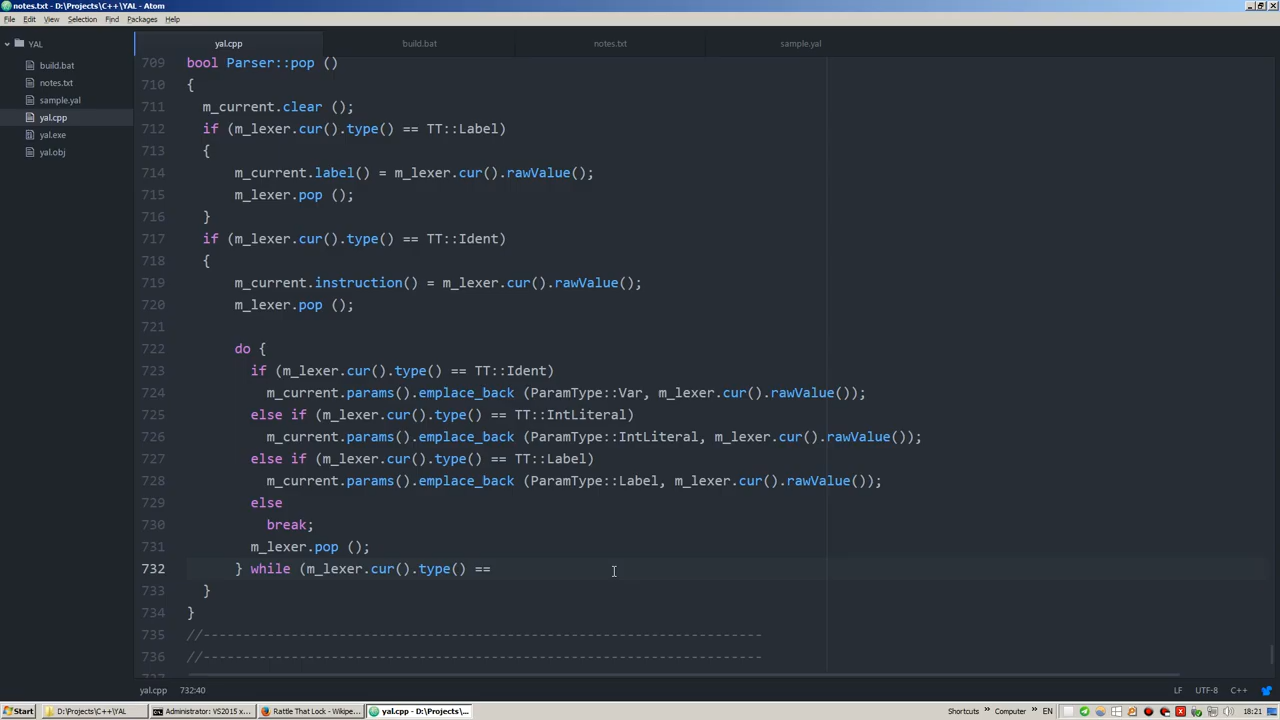 notes.txt - D:\Projects\C++\YAL - Atom
File Edit View Selection Find Packages Help
YAL
build.bat
notes.txt
sample.yal
yal.cpp
yal.exe
yal.obj
yal.cpp build.bat notes.txt sample.yal
709 bool Parser::pop ()
710 {
711 m_current.clear ();
712 if (m_lexer.cur().type() == TT::Label)
713 {
714 m_current.label() = m_lexer.cur().rawValue();
715 m_lexer.pop ();
716 }
717 if (m_lexer.cur().type() == TT::Ident)
718 {
719 m_current.instruction() = m_lexer.cur().rawValue();
720 m_lexer.pop ();
721
722 do {
723 if (m_lexer.cur().type() == TT::Ident)
724 m_current.params().emplace_back (ParamType::Var, m_lexer.cur().rawValue());
725 else if (m_lexer.cur().type() == TT::IntLiteral)
726 m_current.params().emplace_back (ParamType::IntLiteral, m_lexer.cur().rawValue());
727 else if (m_lexer.cur().type() == TT::Label)
728 m_current.params().emplace_back (ParamType::Label, m_lexer.cur().rawValue());
729 else
730 break;
731 m_lexer.pop ();
732 } while (m_lexer.cur().type() ==
733 }
734 }
735 //----------------------------------------------------------------------
736 //----------------------------------------------------------------------
yal.cpp 732:40 LF UTF-8 C++
Start D:\Projects\C++\YAL Administrator: VS2015 x... Rattle That Lock - Wikipe... yal.cpp - D:\Projects\C... Shortcuts » Computer » EN 18:21